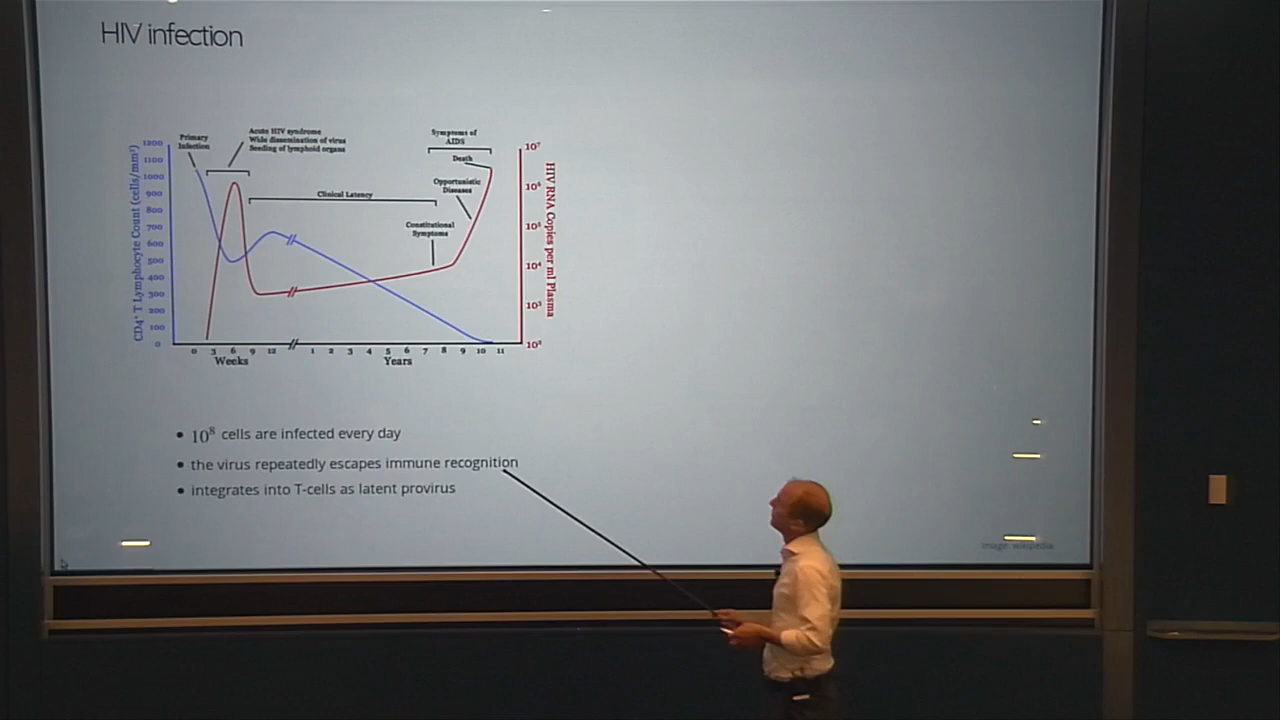 HIV infection
Primary
Infection
Acute HIV syndrome
Wide dissemination of virus
Seeding of lymphoid organs
Symptoms of
AIDS
Death
Opportunistic
Diseases
Clinical Latency
Constitutional
Symptoms
CD4⁺ T Lymphocyte Count (cells/mm³)
1200
1100
1000
900
800
700
600
500
400
300
200
100
0
10⁷
10⁶
10⁵
10⁴
10³
10²
HIV RNA Copies per ml Plasma
0 3 6 9 12 1 2 3 4 5 6 7 8 9 10 11
Weeks Years
• 10⁸ cells are infected every day
• the virus repeatedly escapes immune recognition
• integrates into T-cells as latent provirus
image: wikipedia